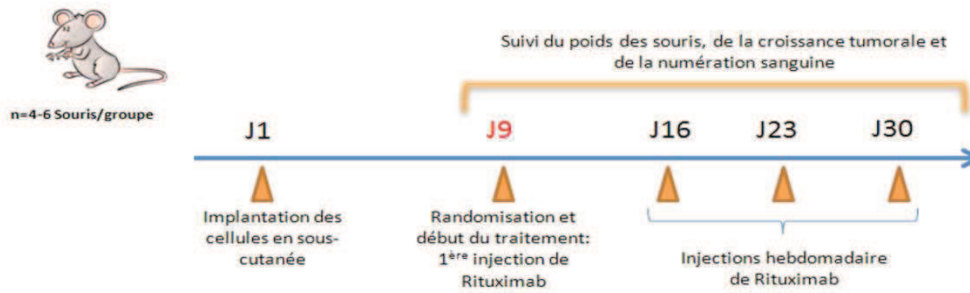 Suivi du poids des souris, de la croissance tumorale et
de la numération sanguine
n=4-6 Souris/groupe
J1
J9
J16
J23
J30
Implantation des
cellules en sous-
cutanée
Randomisation et
début du traitement:
1ère injection de
Rituximab
Injections hebdomadaire
de Rituximab